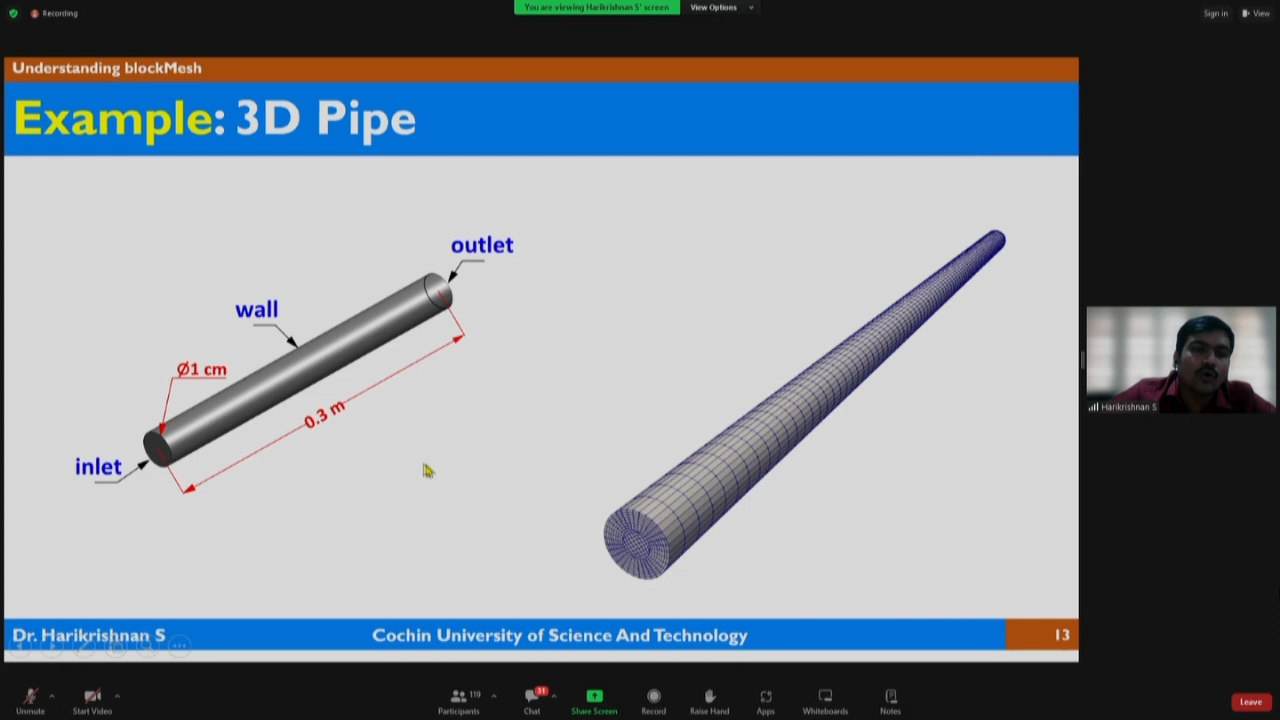 Recording
You are viewing Harikrishnan S' screen
View Options
Sign in
View
Understanding blockMesh
Example: 3D Pipe
outlet
wall
Ø1 cm
0.3 m
inlet
Harikrishnan S
Dr. Harikrishnan S
Cochin University of Science And Technology
13
Unmute
Start Video
119
Participants
31
Chat
Share Screen
Record
Raise Hand
Apps
Whiteboards
Notes
Leave